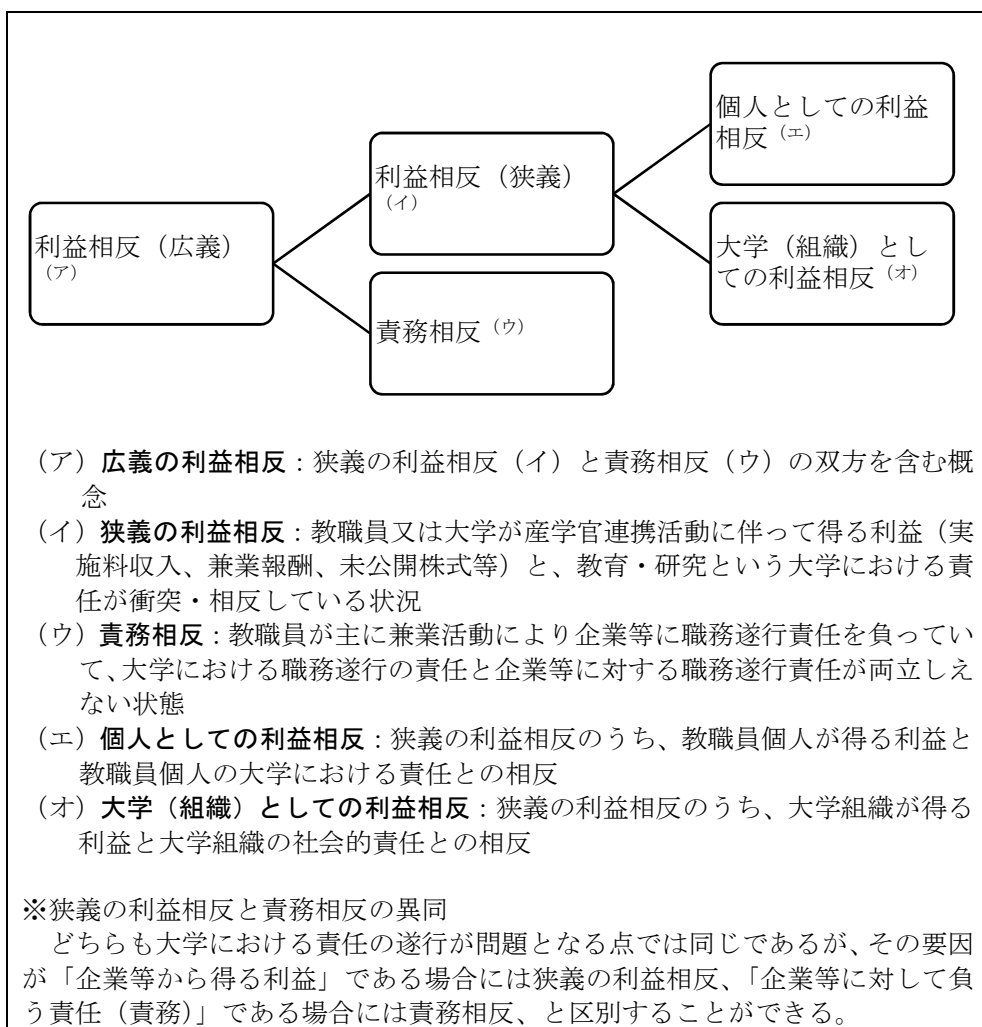 個人としての利益
相反（エ）
利益相反（狭義）
（イ）
利益相反（広義）
（ア）
大学（組織）とし
ての利益相反（オ）
責務相反（ウ）
（ア）広義の利益相反：狭義の利益相反（イ）と責務相反（ウ）の双方を含む概
念
（イ）狭義の利益相反：教職員又は大学が産学官連携活動に伴って得る利益（実
施料収入、兼業報酬、未公開株式等）と、教育・研究という大学における責
任が衝突・相反している状況
（ウ）責務相反：教職員が主に兼業活動により企業等に職務遂行責任を負ってい
て、大学における職務遂行の責任と企業等に対する職務遂行責任が両立しえ
ない状態
（エ）個人としての利益相反：狭義の利益相反のうち、教職員個人が得る利益と
教職員個人の大学における責任との相反
（オ）大学（組織）としての利益相反：狭義の利益相反のうち、大学組織が得る
利益と大学組織の社会的責任との相反
※狭義の利益相反と責務相反の異同
どちらも大学における責任の遂行が問題となる点では同じであるが、その要因
が「企業等から得る利益」である場合には狭義の利益相反、「企業等に対して負
う責任（責務）」である場合には責務相反、と区別することができる。